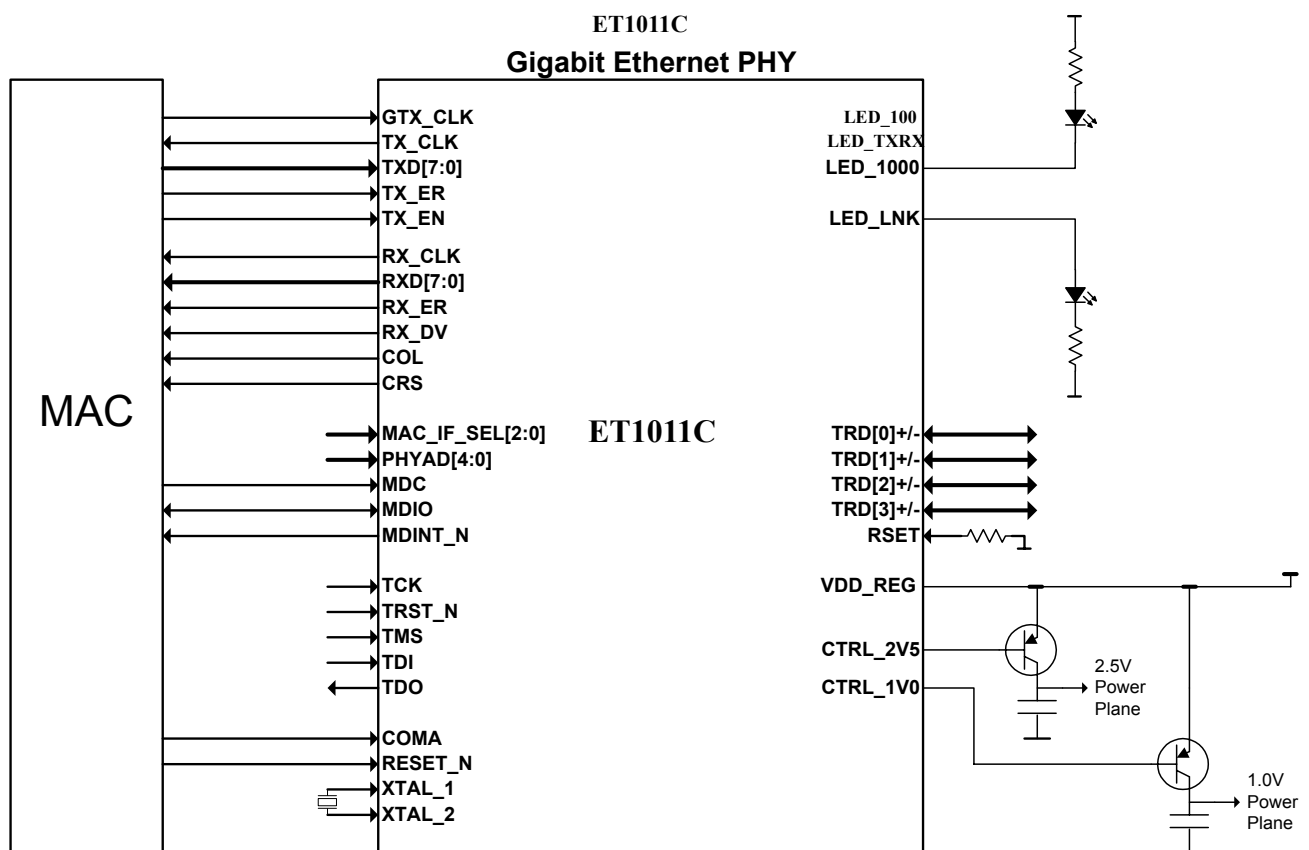 ET1011C
Gigabit Ethernet PHY
MAC
GTX_CLK
TX_CLK
TXD[7:0]
TX_ER
TX_EN
RX_CLK
RXD[7:0]
RX_ER
RX_DV
COL
CRS
MAC_IF_SEL[2:0]
PHYAD[4:0]
MDC
MDIO
MDINT_N
TCK
TRST_N
TMS
TDI
TDO
COMA
RESET_N
XTAL_1
XTAL_2
ET1011C
LED_100
LED_TXRX
LED_1000
LED_LNK
TRD[0]+/-
TRD[1]+/-
TRD[2]+/-
TRD[3]+/-
RSET
VDD_REG
CTRL_2V5
CTRL_1V0
2.5V
Power
Plane
1.0V
Power
Plane